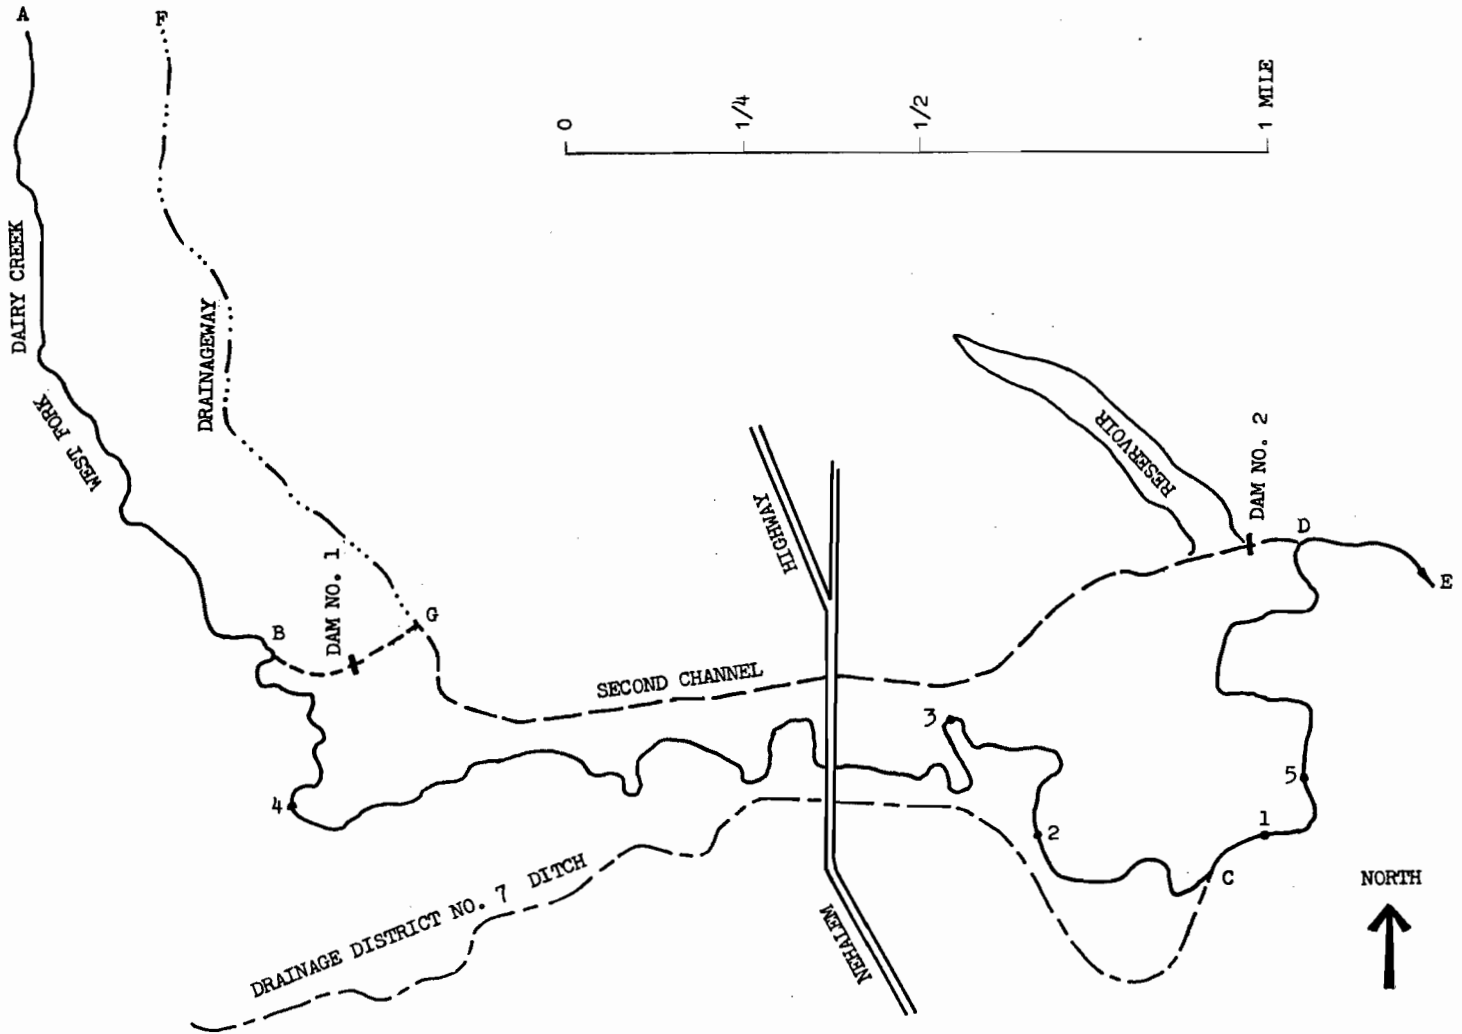 A
F
0
1/4
1/2
1 MILE
DAIRY CREEK
WEST FORK
DRAINAGEWAY
RESERVOIR
DAM NO. 2
D
E
HIGHWAY
B
DAM NO. 1
G
SECOND CHANNEL
3
4
5
2
1
C
NORTH
DRAINAGE DISTRICT NO. 7 DITCH
NEHALEM